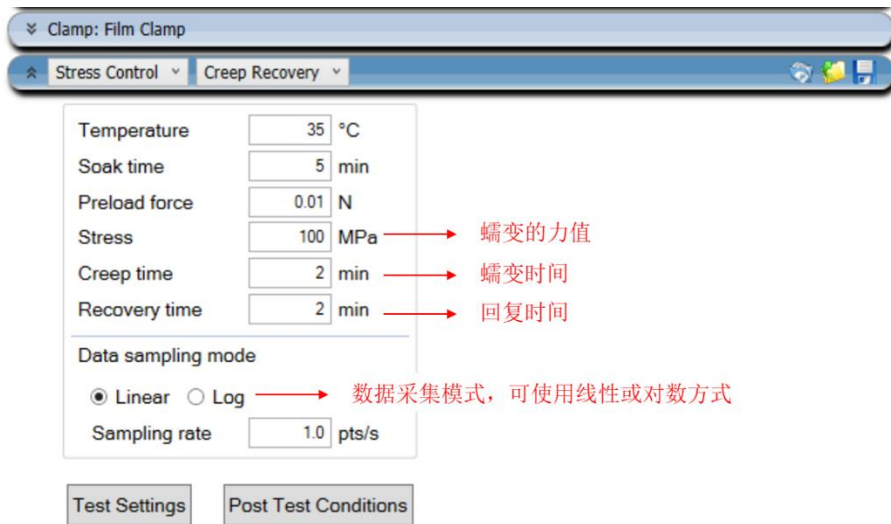 Clamp: Film Clamp
Stress Control Creep Recovery
Temperature 35 °C
Soak time 5 min
Preload force 0.01 N
Stress 100 MPa 蠕变的力值
Creep time 2 min 蠕变时间
Recovery time 2 min 回复时间
Data sampling mode
Linear Log 数据采集模式，可使用线性或对数方式
Sampling rate 1.0 pts/s
Test Settings Post Test Conditions